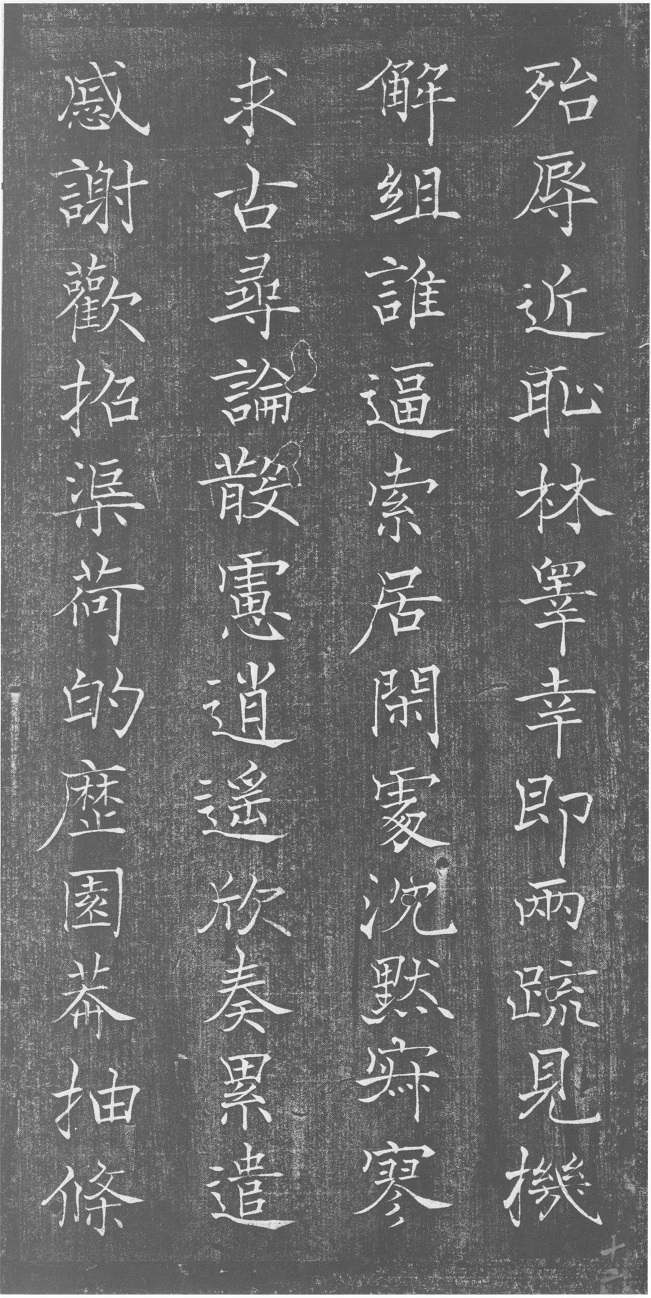 殆辱近恥林睪幸即兩疏見機
解組誰逼索居閑處沈默寂寥
求古尋論散慮逍遙欣奏累遣
慼謝歡招渠荷的歷園莽抽條
十二